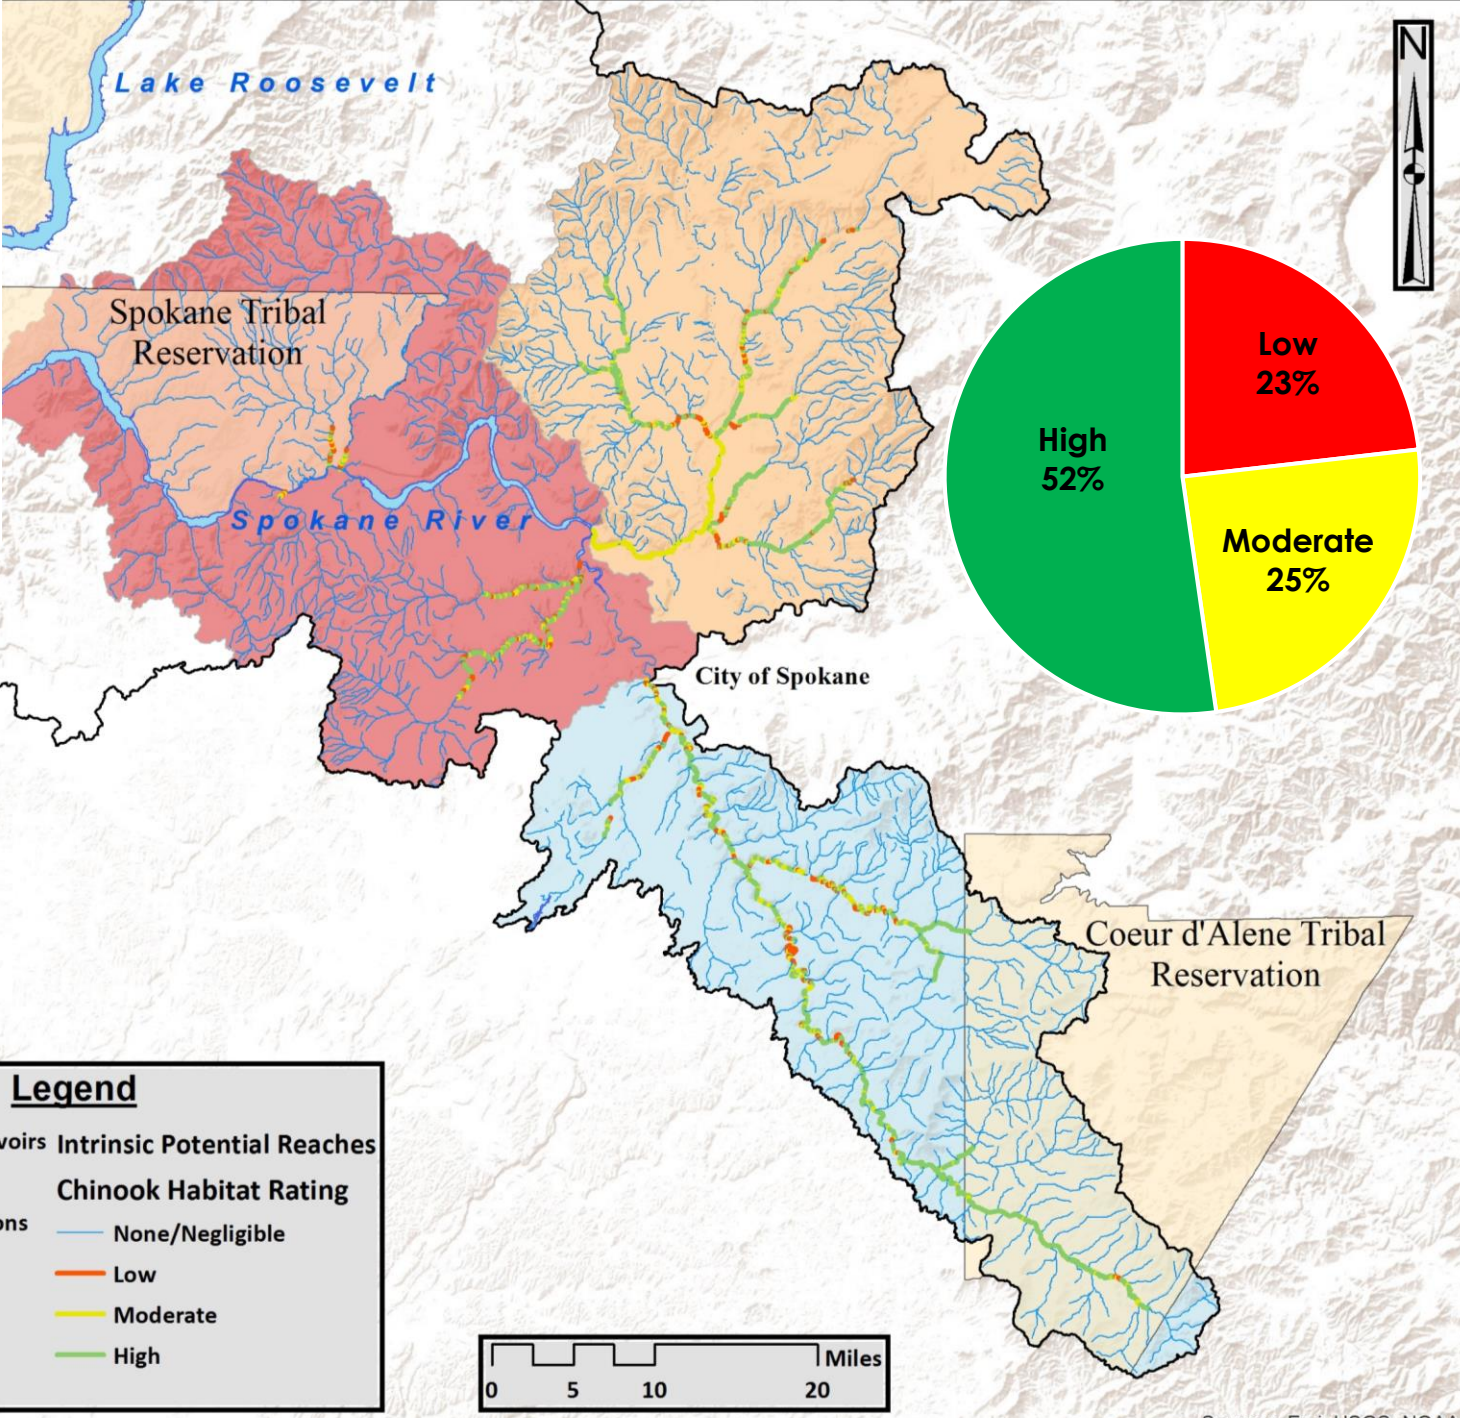 Lake Roosevelt
N
Spokane Tribal
Reservation
Low
23%
High
52%
Moderate
25%
Spokane River
City of Spokane
Coeur d'Alene Tribal
Reservation
Legend
voirs Intrinsic Potential Reaches
Chinook Habitat Rating
ons
None/Negligible
Low
Moderate
High
Miles
0 5 10 20